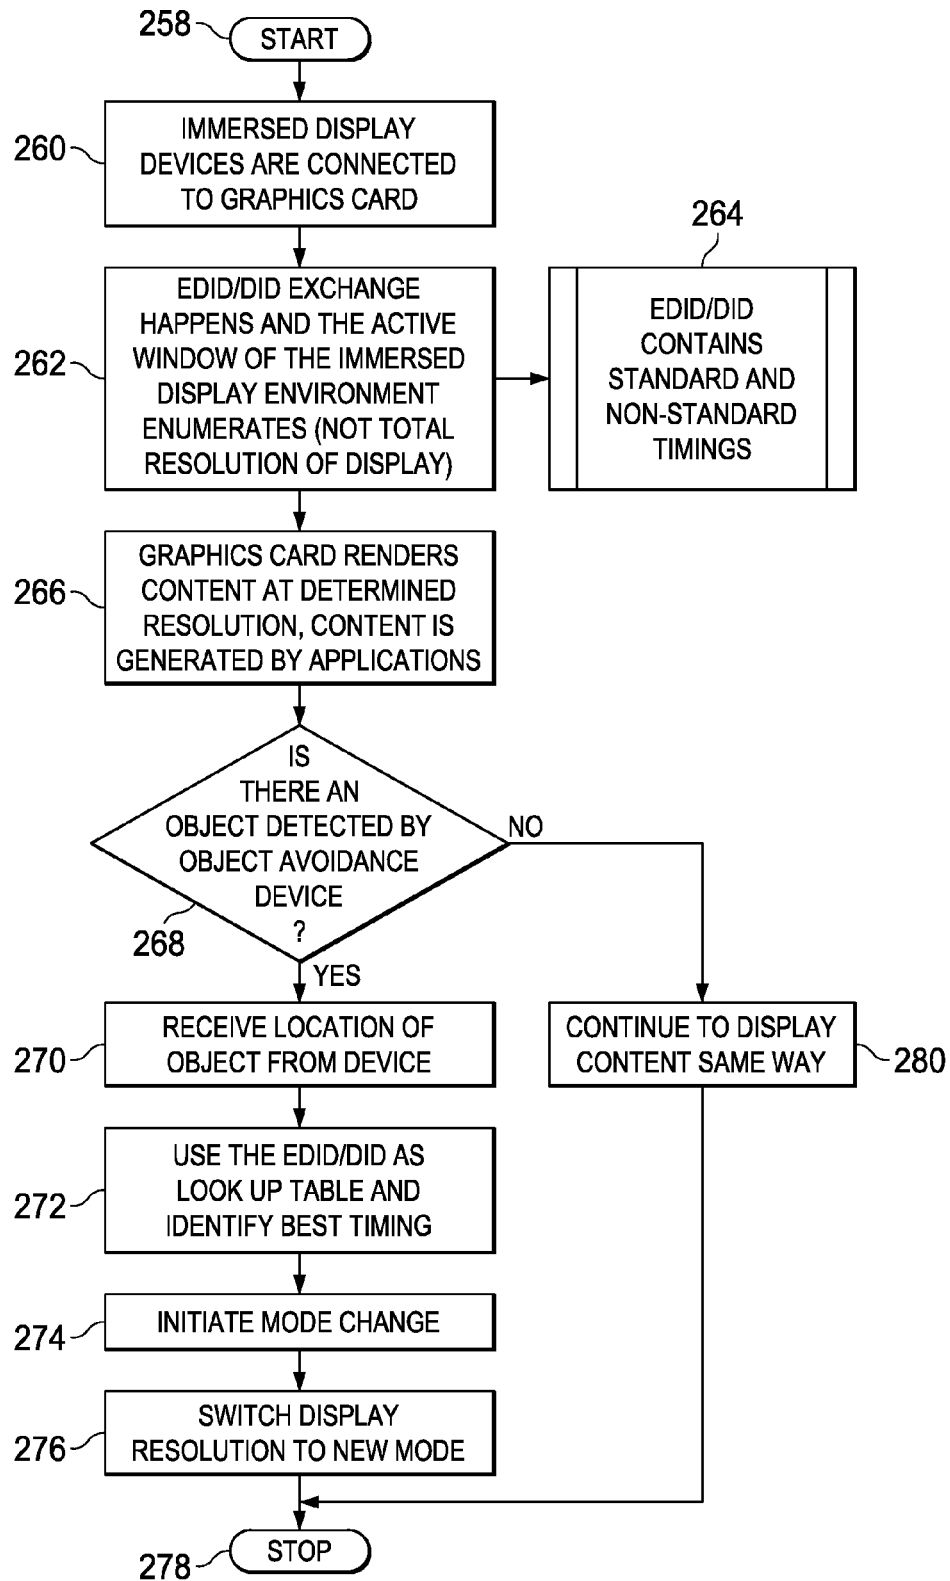 258
START
260
IMMERSED DISPLAY
DEVICES ARE CONNECTED
TO GRAPHICS CARD
262
EDID/DID EXCHANGE
HAPPENS AND THE ACTIVE
WINDOW OF THE IMMERSED
DISPLAY ENVIRONMENT
ENUMERATES (NOT TOTAL
RESOLUTION OF DISPLAY)
264
EDID/DID
CONTAINS
STANDARD AND
NON-STANDARD
TIMINGS
266
GRAPHICS CARD RENDERS
CONTENT AT DETERMINED
RESOLUTION, CONTENT IS
GENERATED BY APPLICATIONS
IS
THERE AN
OBJECT DETECTED BY
OBJECT AVOIDANCE
DEVICE
?
268
NO
YES
270
RECEIVE LOCATION OF
OBJECT FROM DEVICE
CONTINUE TO DISPLAY
CONTENT SAME WAY
280
272
USE THE EDID/DID AS
LOOK UP TABLE AND
IDENTIFY BEST TIMING
274
INITIATE MODE CHANGE
276
SWITCH DISPLAY
RESOLUTION TO NEW MODE
278
STOP